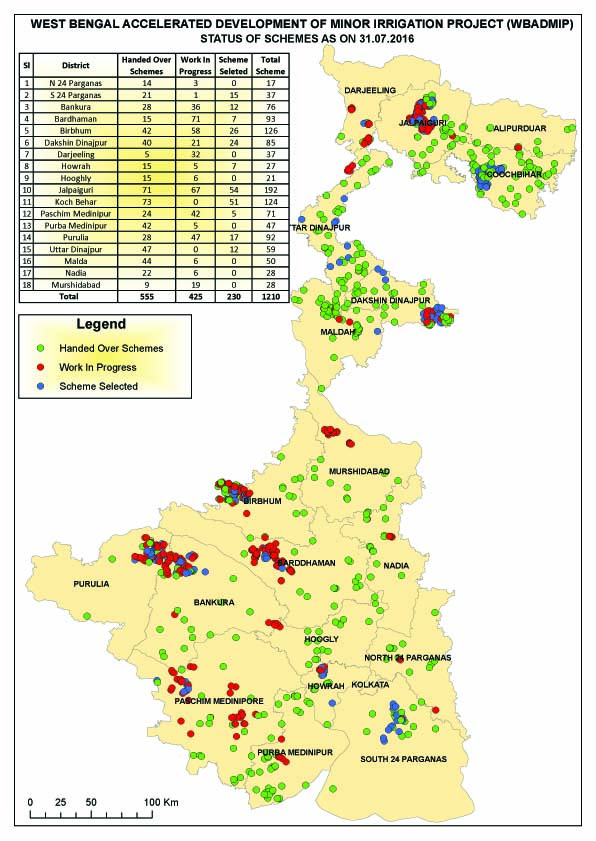 WEST BENGAL ACCELERATED DEVELOPMENT OF MINOR IRRIGATION PROJECT (WBADMIP)
STATUS OF SCHEMES AS ON 31.07.2016
Sl District Handed Over Schemes Work In Progress Scheme Seleted Total Scheme
1 N 24 Parganas 14 3 0 17
2 S 24 Parganas 21 1 15 37
3 Bankura 28 36 12 76
4 Bardhaman 15 71 7 93
5 Birbhum 42 58 26 126
6 Dakshin Dinajpur 40 21 24 85
7 Darjeeling 5 32 0 37
8 Howrah 15 5 7 27
9 Hooghly 15 6 0 21
10 Jalpaiguri 71 67 54 192
11 Koch Behar 73 0 51 124
12 Paschim Medinipur 24 42 5 71
13 Purba Medinipur 42 5 0 47
14 Purulia 28 47 17 92
15 Uttar Dinajpur 47 0 12 59
16 Malda 44 6 0 50
17 Nadia 22 6 0 28
18 Murshidabad 9 19 0 28
Total 555 425 230 1210
Legend
Handed Over Schemes
Work In Progress
Scheme Selected
DARJEELING
JALPAIGURI
ALIPURDUAR
COOCHBIHAR
TAR DINAJPUR
DAKSHIN DINAJPUR
MALDAH
MURSHIDABAD
BIRBHUM
BARDDHAMAN
NADIA
PURULIA
BANKURA
HOOGLY
NORTH 24 PARGANAS
HOWRAH
KOLKATA
PASCHIM MEDINIPORE
PURBA MEDINIPUR
SOUTH 24 PARGANAS
0 25 50 100 Km